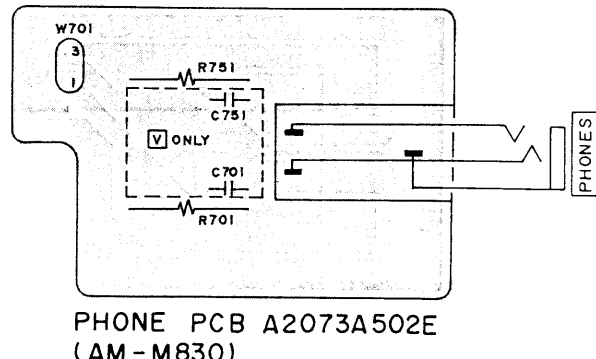 W701
3
1
R751
C751
V ONLY
C701
R701
PHONES
PHONE PCB A2073A502E
(AM-M830)